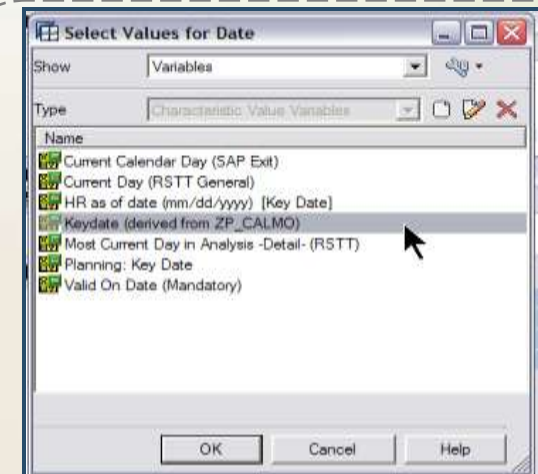 Select Values for Date
Show Variables
Type Characteristic Value Variables
Name
Current Calendar Day (SAP Exit)
Current Day (RSTT General)
HR as of date (mm/dd/yyyy) [Key Date]
Keydate (derived from ZP_CALMO)
Most Current Day in Analysis -Detail- (RSTT)
Planning: Key Date
Valid On Date (Mandatory)
OK Cancel Help